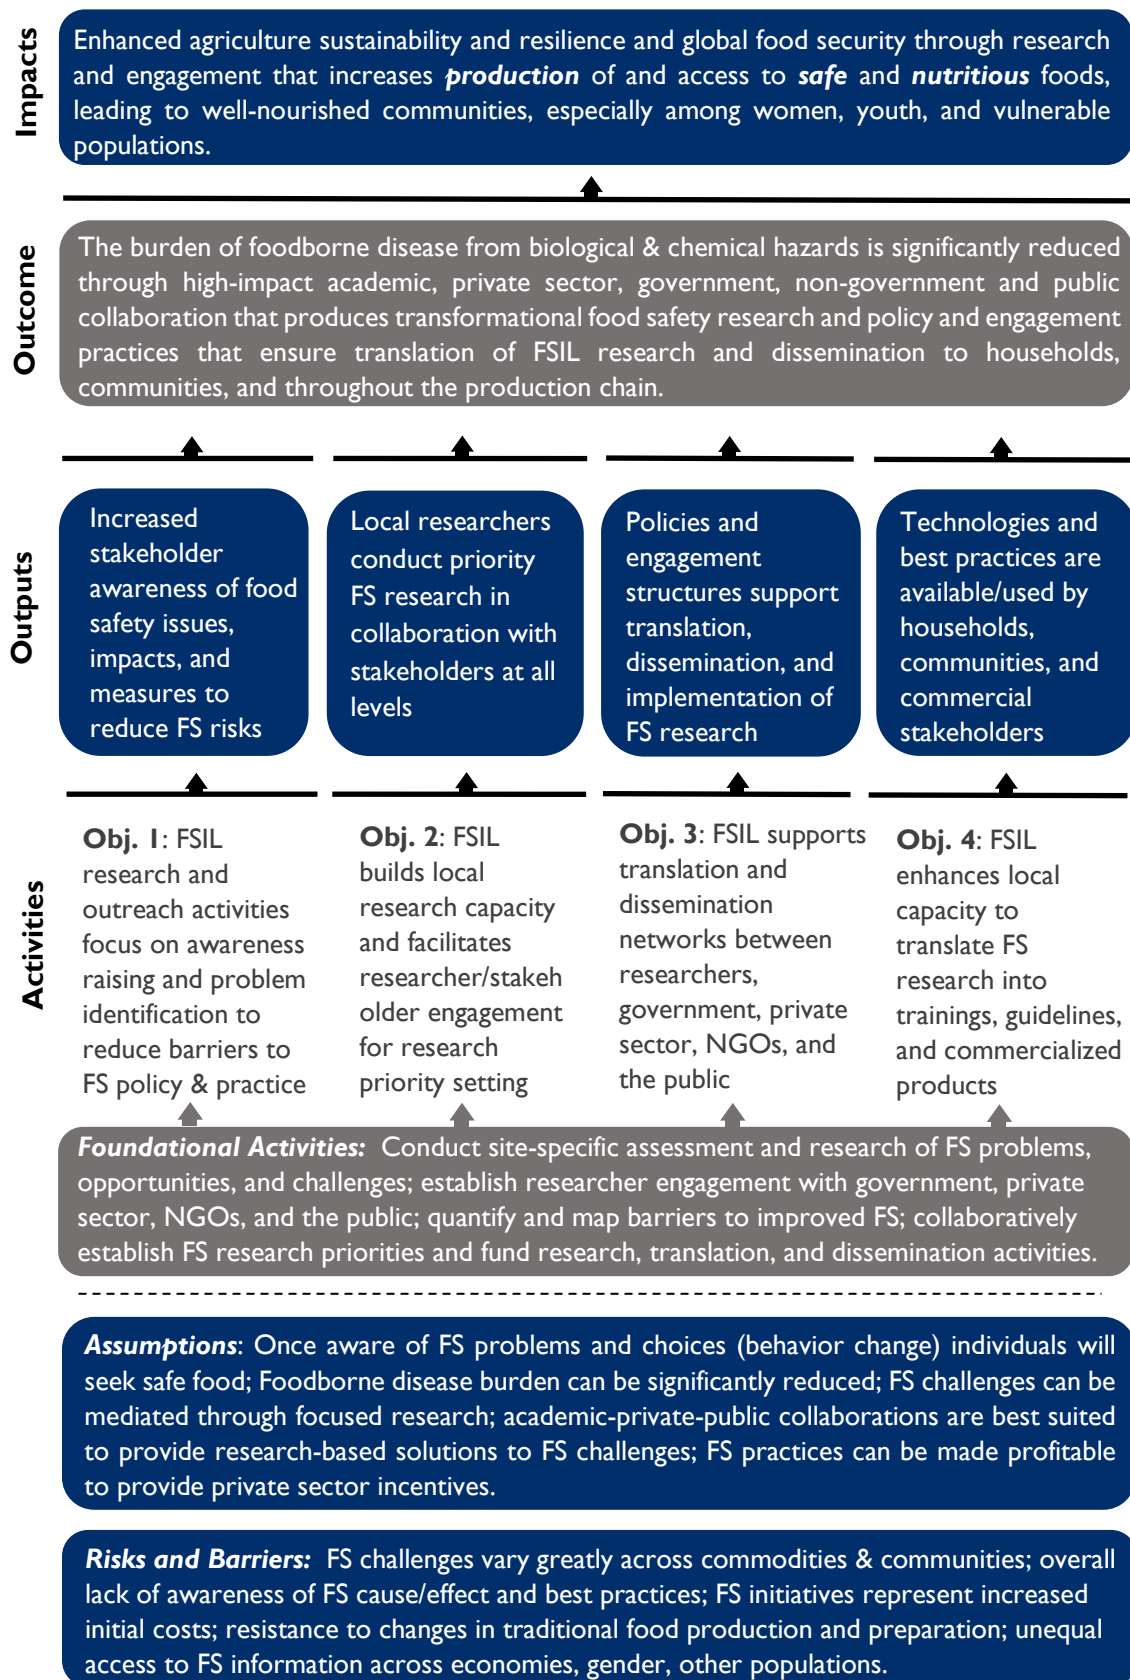 Impacts
Enhanced agriculture sustainability and resilience and global food security through research
and engagement that increases production of and access to safe and nutritious foods,
leading to well-nourished communities, especially among women, youth, and vulnerable
populations.
Outcome
The burden of foodborne disease from biological & chemical hazards is significantly reduced
through high-impact academic, private sector, government, non-government and public
collaboration that produces transformational food safety research and policy and engagement
practices that ensure translation of FSIL research and dissemination to households,
communities, and throughout the production chain.
Outputs
Increased
stakeholder
awareness of food
safety issues,
impacts, and
measures to
reduce FS risks
Local researchers
conduct priority
FS research in
collaboration with
stakeholders at all
levels
Policies and
engagement
structures support
translation,
dissemination, and
implementation of
FS research
Technologies and
best practices are
available/used by
households,
communities, and
commercial
stakeholders
Activities
Obj. 1: FSIL
research and
outreach activities
focus on awareness
raising and problem
identification to
reduce barriers to
FS policy & practice
Obj. 2: FSIL
builds local
research capacity
and facilitates
researcher/stakeh
older engagement
for research
priority setting
Obj. 3: FSIL supports
translation and
dissemination
networks between
researchers,
government, private
sector, NGOs, and
the public
Obj. 4: FSIL
enhances local
capacity to
translate FS
research into
trainings, guidelines,
and commercialized
products
Foundational Activities: Conduct site-specific assessment and research of FS problems,
opportunities, and challenges; establish researcher engagement with government, private
sector, NGOs, and the public; quantify and map barriers to improved FS; collaboratively
establish FS research priorities and fund research, translation, and dissemination activities.
Assumptions: Once aware of FS problems and choices (behavior change) individuals will
seek safe food; Foodborne disease burden can be significantly reduced; FS challenges can be
mediated through focused research; academic-private-public collaborations are best suited
to provide research-based solutions to FS challenges; FS practices can be made profitable
to provide private sector incentives.
Risks and Barriers: FS challenges vary greatly across commodities & communities; overall
lack of awareness of FS cause/effect and best practices; FS initiatives represent increased
initial costs; resistance to changes in traditional food production and preparation; unequal
access to FS information across economies, gender, other populations.